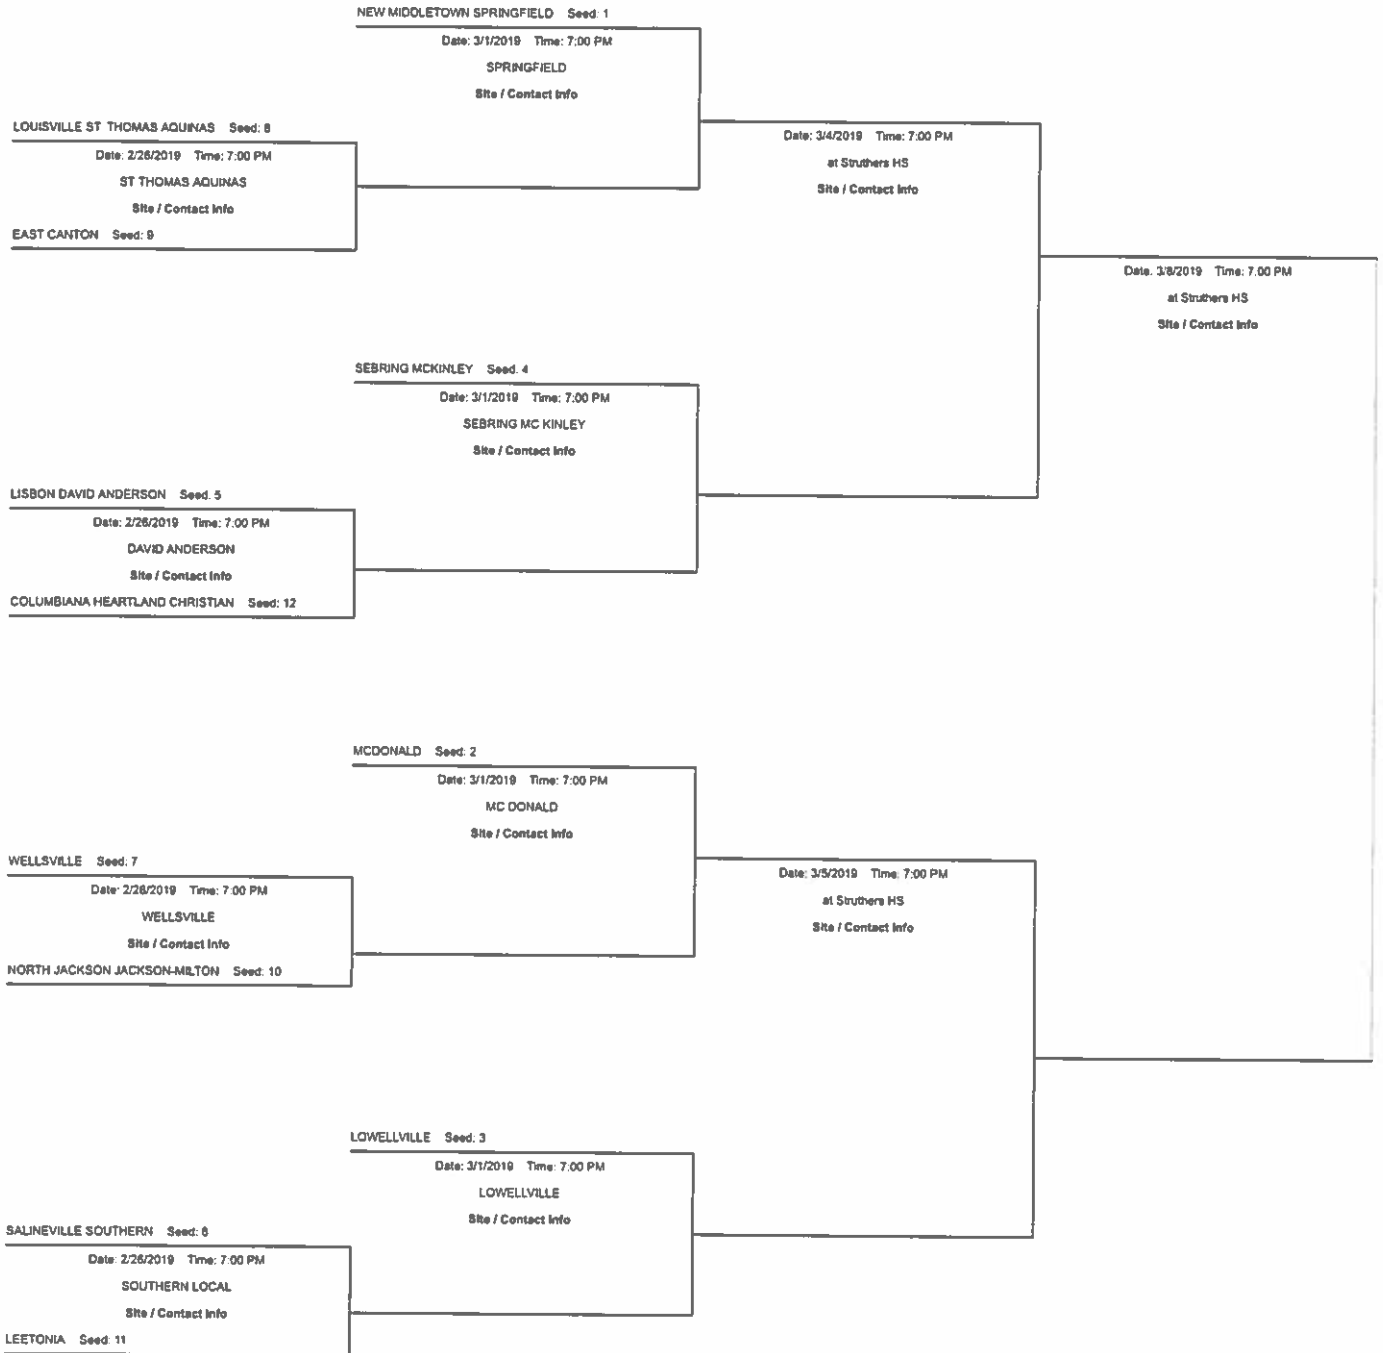 NEW MIDDLETOWN SPRINGFIELD Seed: 1
Date: 3/1/2019 Time: 7:00 PM
SPRINGFIELD
Site / Contact Info
LOUISVILLE ST THOMAS AQUINAS Seed: 8
Date: 2/26/2019 Time: 7:00 PM
ST THOMAS AQUINAS
Site / Contact Info
EAST CANTON Seed: 9
Date: 3/4/2019 Time: 7:00 PM
at Struthers HS
Site / Contact Info
Date: 3/8/2019 Time: 7:00 PM
at Struthers HS
Site / Contact Info
SEBRING MCKINLEY Seed: 4
Date: 3/1/2019 Time: 7:00 PM
SEBRING MC KINLEY
Site / Contact Info
LISBON DAVID ANDERSON Seed: 5
Date: 2/26/2019 Time: 7:00 PM
DAVID ANDERSON
Site / Contact Info
COLUMBIANA HEARTLAND CHRISTIAN Seed: 12
MCDONALD Seed: 2
Date: 3/1/2019 Time: 7:00 PM
MC DONALD
Site / Contact Info
WELLSVILLE Seed: 7
Date: 2/26/2019 Time: 7:00 PM
WELLSVILLE
Site / Contact Info
NORTH JACKSON JACKSON-MILTON Seed: 10
Date: 3/5/2019 Time: 7:00 PM
at Struthers HS
Site / Contact Info
LOWELLVILLE Seed: 3
Date: 3/1/2019 Time: 7:00 PM
LOWELLVILLE
Site / Contact Info
SALINEVILLE SOUTHERN Seed: 6
Date: 2/26/2019 Time: 7:00 PM
SOUTHERN LOCAL
Site / Contact Info
LEETONIA Seed: 11